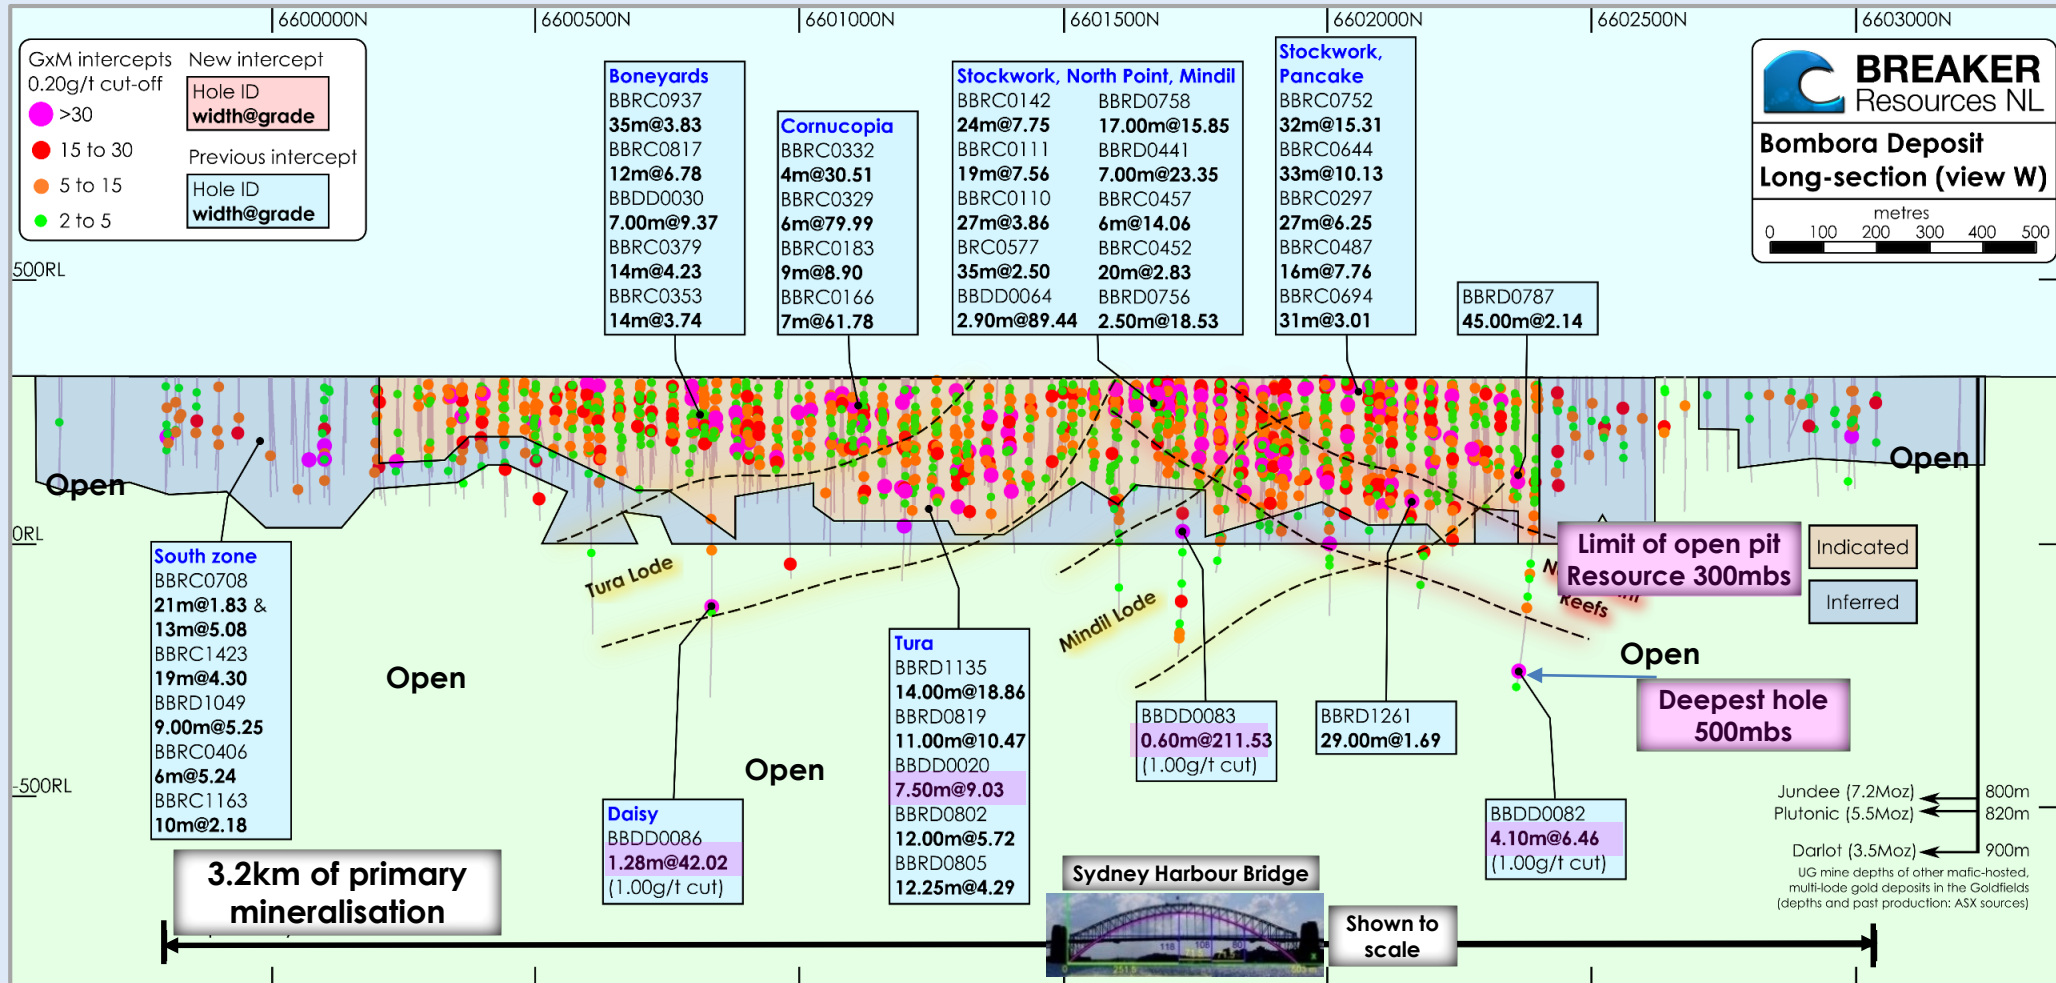 6600000N
6600500N
6601000N
6601500N
6602000N
6602500N
6603000N
GxM intercepts
0.20g/t cut-off
>30
15 to 30
5 to 15
2 to 5
New intercept
Hole ID
width@grade
Previous intercept
Hole ID
width@grade
Boneyards
BBRC0937
35m@3.83
BBRC0817
12m@6.78
BBDD0030
7.00m@9.37
BBRC0379
14m@4.23
BBRC0353
14m@3.74
Cornucopia
BBRC0332
4m@30.51
BBRC0329
6m@79.99
BBRC0183
9m@8.90
BBRC0166
7m@61.78
Stockwork, North Point, Mindil
BBRC0142
24m@7.75
BBRC0111
19m@7.56
BBRC0110
27m@3.86
BRC0577
35m@2.50
BBDD0064
2.90m@89.44
BBRD0758
17.00m@15.85
BBRD0441
7.00m@23.35
BBRC0457
6m@14.06
BBRC0452
20m@2.83
BBRD0756
2.50m@18.53
Stockwork,
Pancake
BBRC0752
32m@15.31
BBRC0644
33m@10.13
BBRC0297
27m@6.25
BBRC0487
16m@7.76
BBRC0694
31m@3.01
BBRD0787
45.00m@2.14
BREAKER
Resources NL
Bombora Deposit
Long-section (view W)
metres
0 100 200 300 400 500
500RL
0RL
-500RL
Open
Open
Open
Open
Open
Tura Lode
Mindil Lode
Reefs
Limit of open pit
Resource 300mbs
Indicated
Inferred
Deepest hole
500mbs
South zone
BBRC0708
21m@1.83 &
13m@5.08
BBRC1423
19m@4.30
BBRD1049
9.00m@5.25
BBRC0406
6m@5.24
BBRC1163
10m@2.18
Daisy
BBDD0086
1.28m@42.02
(1.00g/t cut)
Tura
BBRD1135
14.00m@18.86
BBRD0819
11.00m@10.47
BBDD0020
7.50m@9.03
BBRD0802
12.00m@5.72
BBRD0805
12.25m@4.29
BBDD0083
0.60m@211.53
(1.00g/t cut)
BBRD1261
29.00m@1.69
BBDD0082
4.10m@6.46
(1.00g/t cut)
Jundee (7.2Moz) 800m
Plutonic (5.5Moz) 820m
Darlot (3.5Moz) 900m
UG mine depths of other mafic-hosted,
multi-lode gold deposits in the Goldfields
(depths and past production: ASX sources)
3.2km of primary
mineralisation
Sydney Harbour Bridge
118 108 80
Shown to
scale